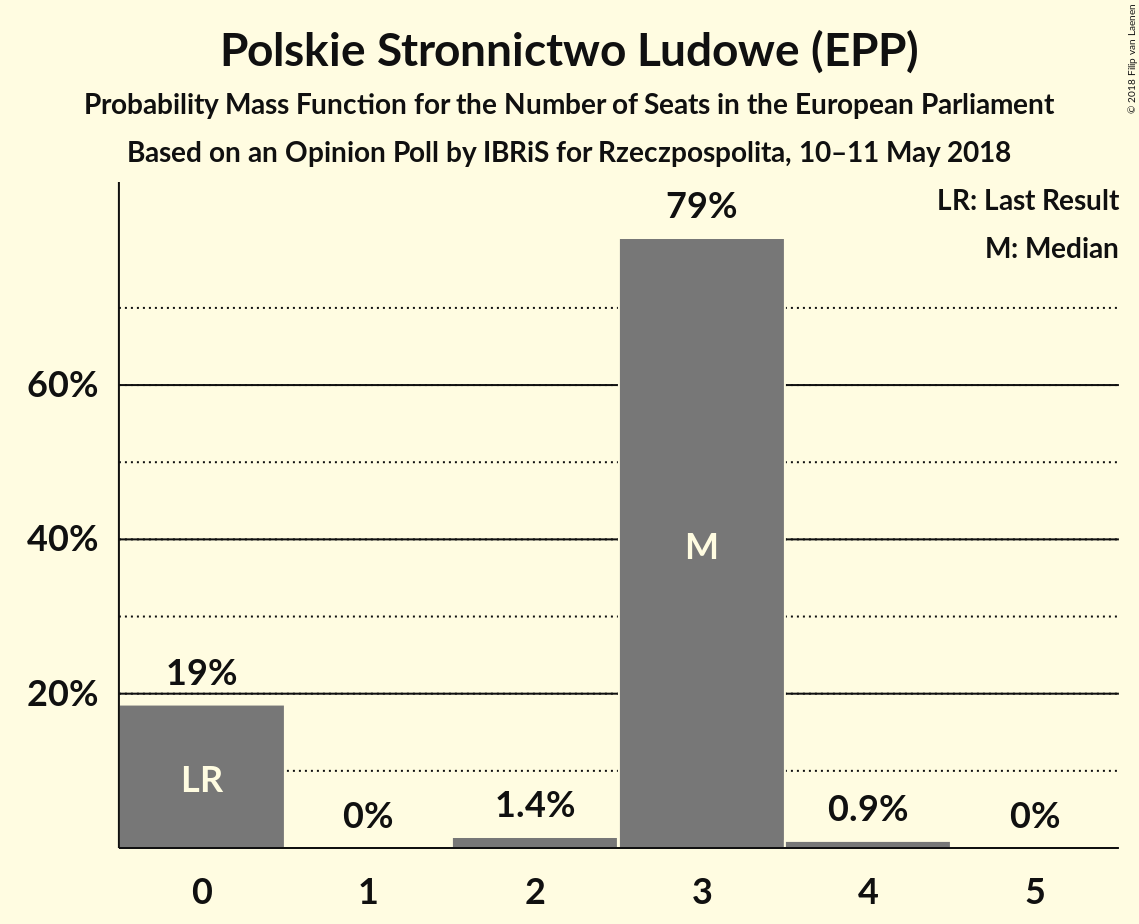 Polskie Stronnictwo Ludowe (EPP)
Probability Mass Function for the Number of Seats in the European Parliament
Based on an Opinion Poll by IBRiS for Rzeczpospolita, 10–11 May 2018
© 2018 Filip van Laenen
LR: Last Result
M: Median
79%
60%
40%
20%
19%
0%
1.4%
0.9%
0%
M
LR
0 1 2 3 4 5